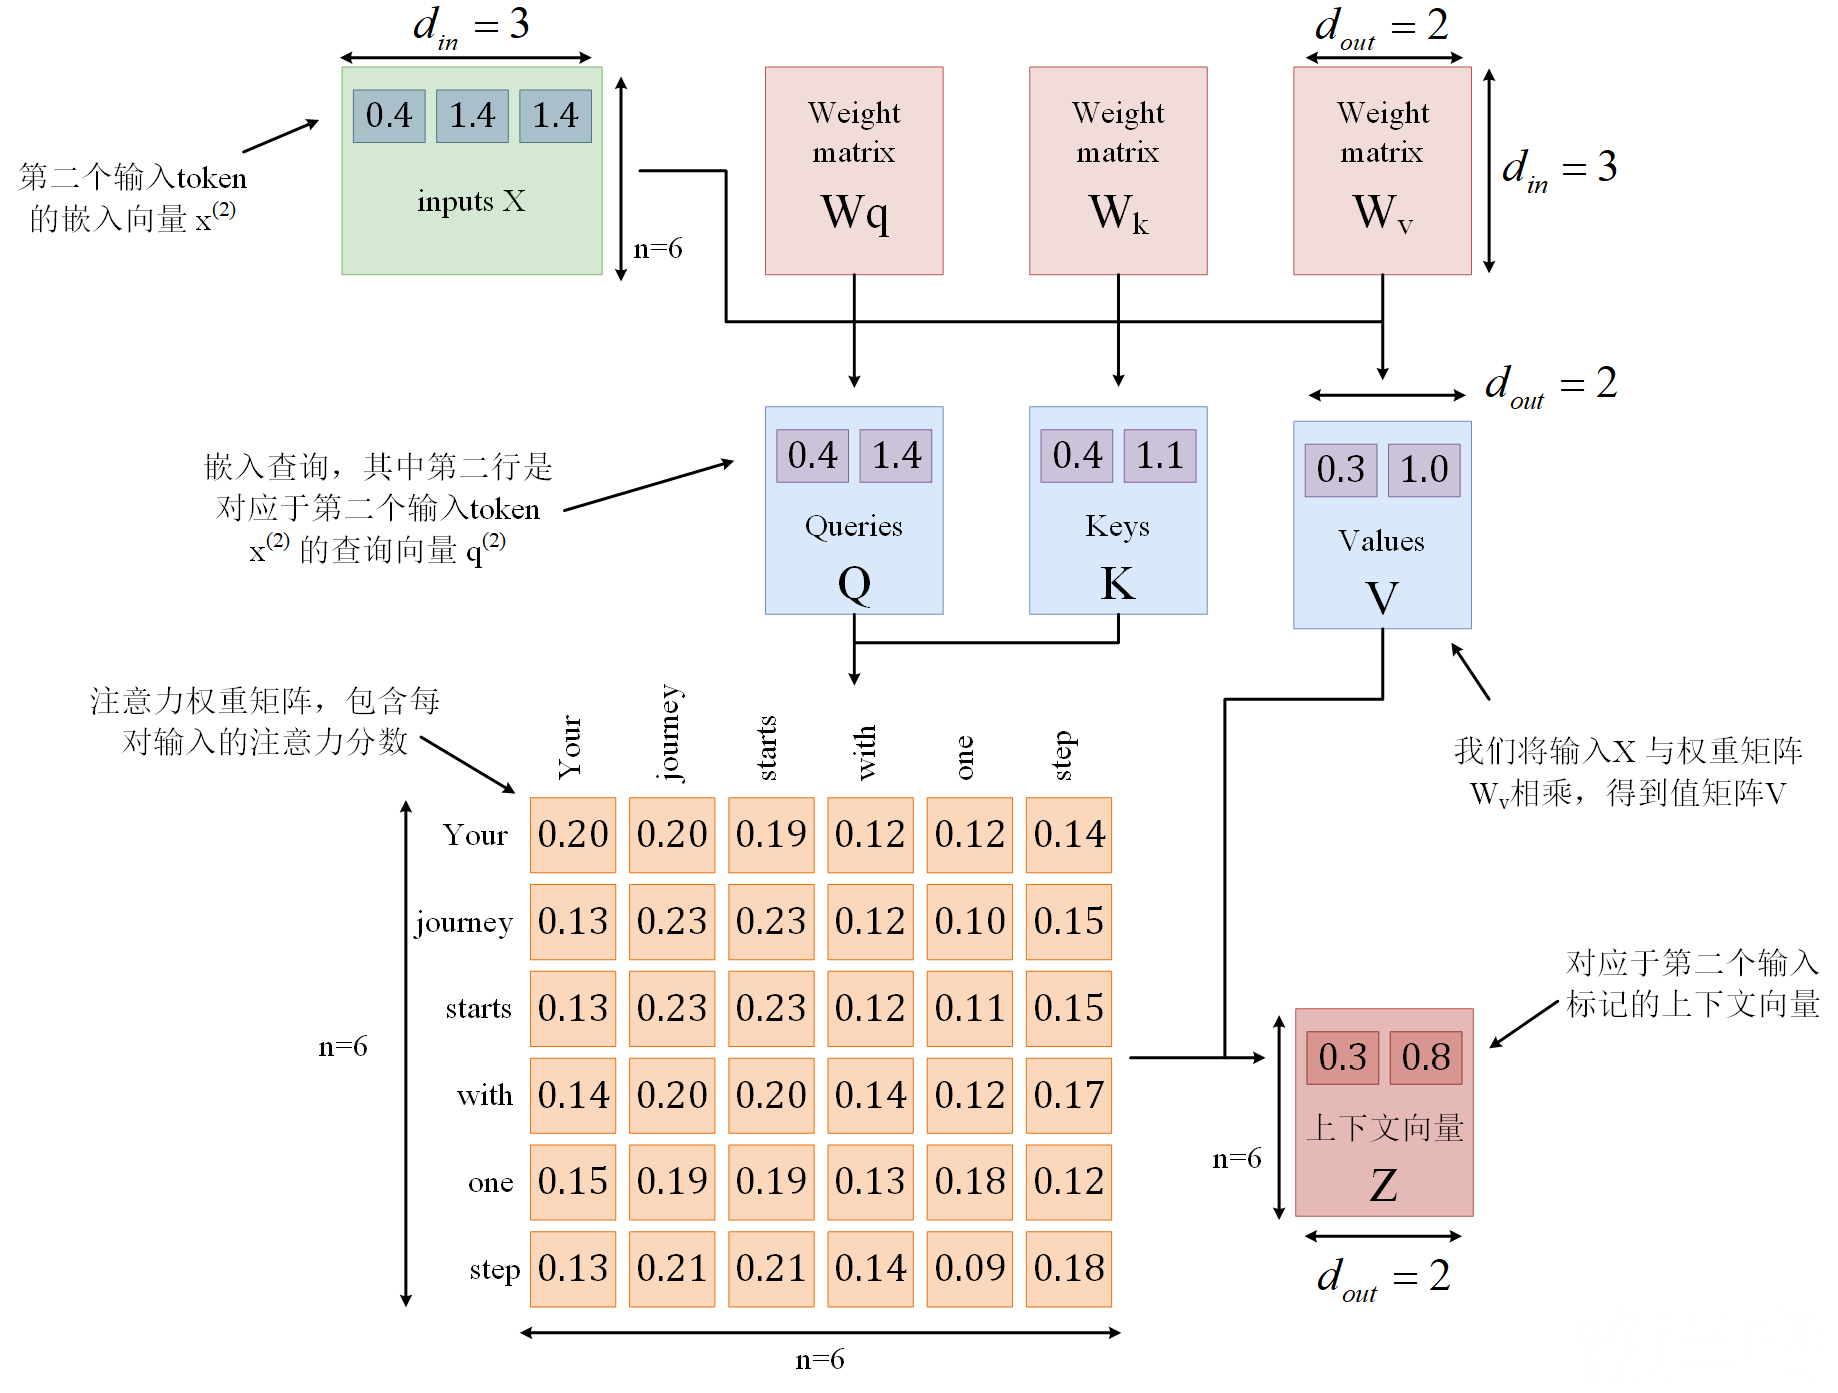 d_in = 3
d_out = 2
0.4 1.4 1.4
inputs X
n=6
第二个输入token
的嵌入向量 x^(2)
Weight
matrix
Wq
Weight
matrix
W_k
Weight
matrix
W_v
d_in = 3
d_out = 2
嵌入查询，其中第二行是
对应于第二个输入token
x^(2) 的查询向量 q^(2)
0.4 1.4
Queries
Q
0.4 1.1
Keys
K
0.3 1.0
Values
V
注意力权重矩阵，包含每
对输入的注意力分数
我们将输入X 与权重矩阵
W_v相乘，得到值矩阵V
Your journey starts with one step
Your 0.20 0.20 0.19 0.12 0.12 0.14
journey 0.13 0.23 0.23 0.12 0.10 0.15
starts 0.13 0.23 0.23 0.12 0.11 0.15
with 0.14 0.20 0.20 0.14 0.12 0.17
one 0.15 0.19 0.19 0.13 0.18 0.12
step 0.13 0.21 0.21 0.14 0.09 0.18
n=6
n=6
对应于第二个输入
标记的上下文向量
0.3 0.8
上下文向量
Z
n=6
d_out = 2